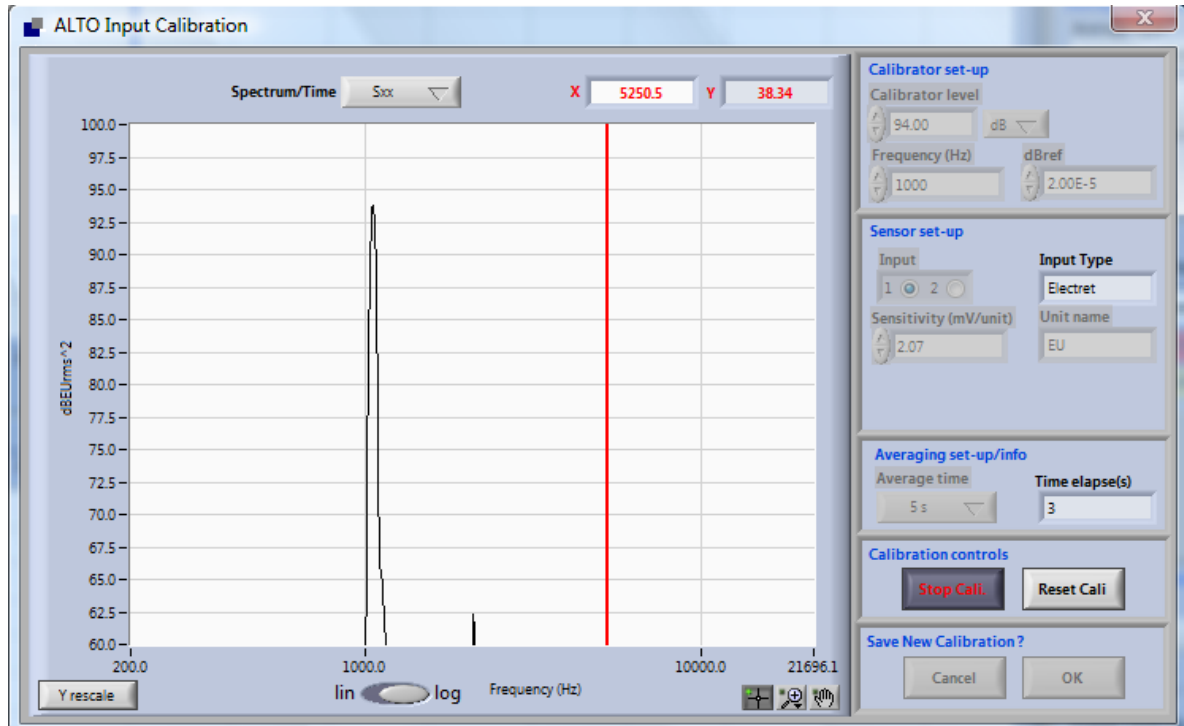 ALTO Input Calibration
Spectrum/Time Sxx X 5250.5 Y 38.34
100.0
97.5
95.0
92.5
90.0
87.5
85.0
82.5
80.0
77.5
75.0
72.5
70.0
67.5
65.0
62.5
60.0
dBEUrms^2
200.0 1000.0 10000.0 21696.1
Y rescale lin log Frequency (Hz)
Calibrator set-up
Calibrator level
94.00 dB
Frequency (Hz) dBref
1000 2.00E-5
Sensor set-up
Input Input Type
1 2 Electret
Sensitivity (mV/unit) Unit name
2.07 EU
Averaging set-up/info
Average time Time elapse(s)
5 s 3
Calibration controls
Stop Cali. Reset Cali
Save New Calibration ?
Cancel OK